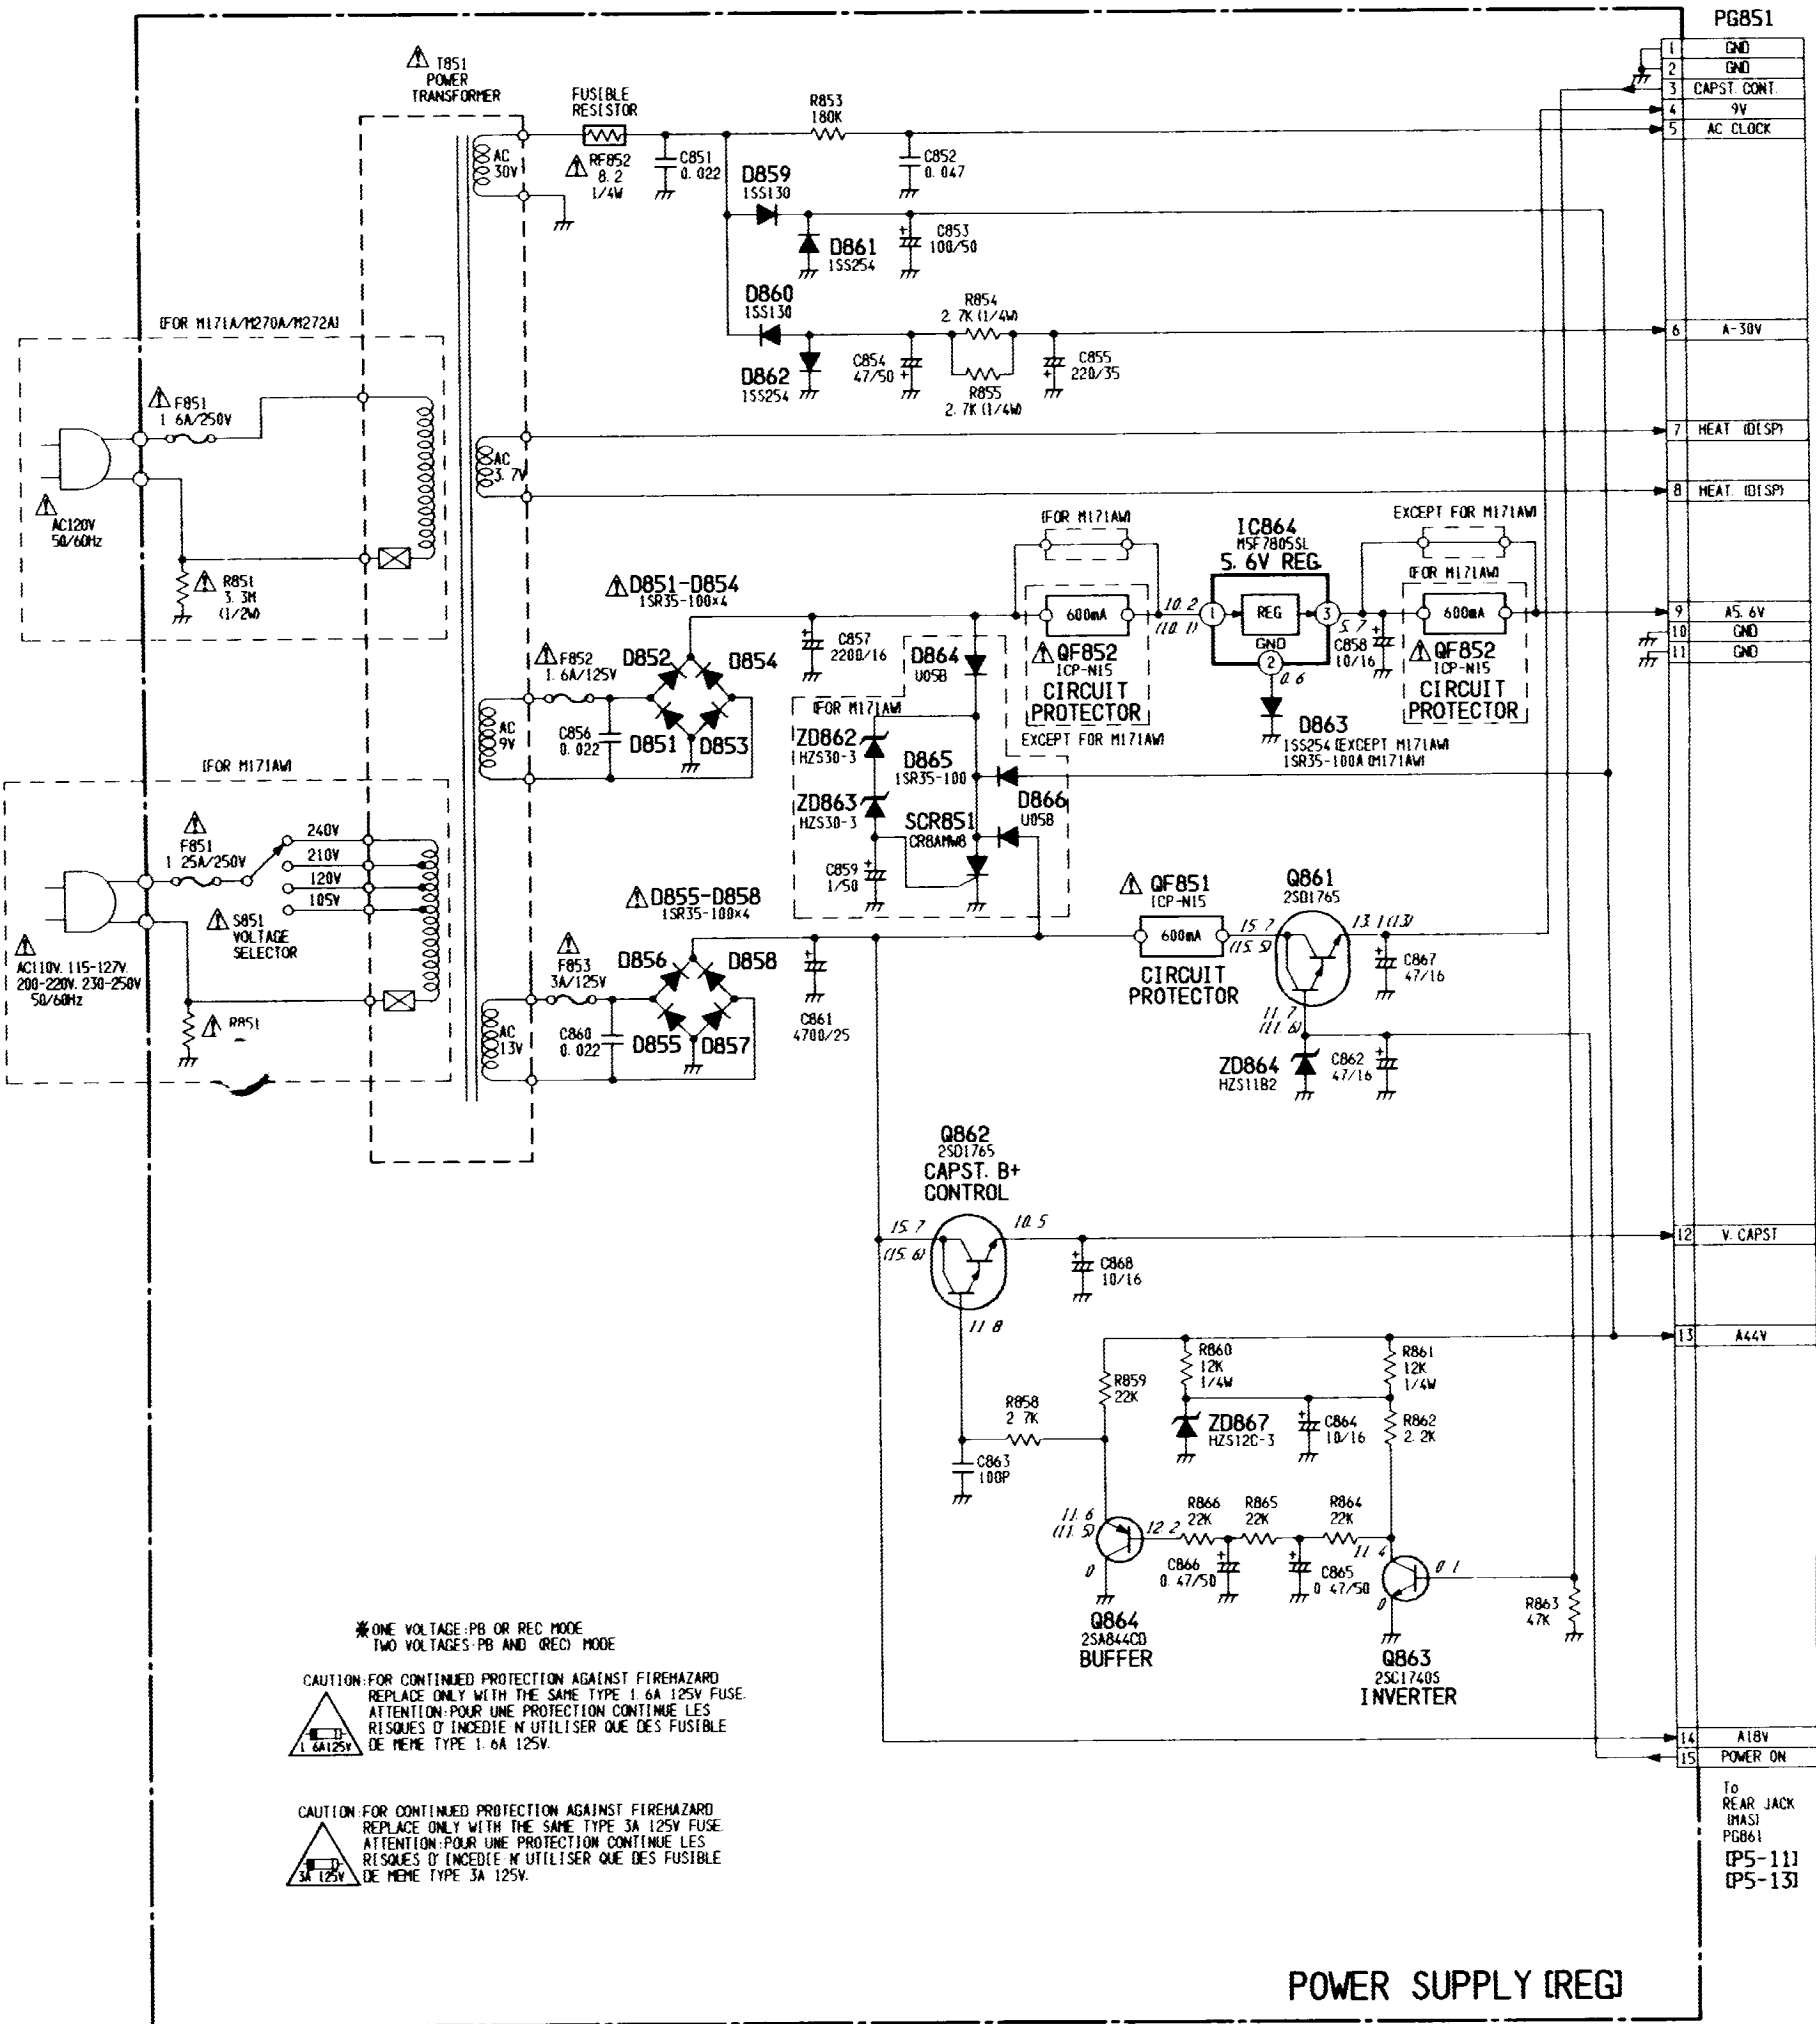 PG851
1 GND
2 GND
3 CAPST. CONT.
4 9V
5 AC CLOCK
6 A-30V
7 HEAT (DISP)
8 HEAT. (DISP)
9 A5.6V
10 GND
11 GND
12 V. CAPST
13 A44V
14 A18V
15 POWER ON
To
REAR JACK
[MAS]
PG861
[P5-11]
[P5-13]
T851
POWER
TRANSFORMER
FUSIBLE
RESISTOR
RF852
8.2
1/4W
AC
30V
C851
0.022
R853
180K
C852
0.047
D859
1SS130
D861
1SS254
C853
100/50
D860
1SS130
D862
1SS254
C854
47/50
R854
2.7K (1/4W)
R855
2.7K (1/4W)
C855
220/35
[FOR M171A/M270A/M272A]
F851
1.6A/250V
AC120V
50/60Hz
R851
3.3M
(1/2W)
AC
3.7V
[FOR M171AW]
EXCEPT FOR M171AW]
IC864
M5F7805SL
5.6V REG.
[FOR M171AW]
D851-D854
1SR35-100×4
600mA
10.2
(10.1)
1
REG
3
GND
2
5.7
0.6
C858
10/16
600mA
QF852
ICP-N15
CIRCUIT
PROTECTOR
EXCEPT FOR M171AW]
QF852
ICP-N15
CIRCUIT
PROTECTOR
D863
1SS254 [EXCEPT M171AW]
1SR35-100A [M171AW]
F852
1.6A/125V
D852
D854
D851
D853
C857
2200/16
C856
0.022
AC
9V
D864
U05B
[FOR M171AW]
ZD862
HZS30-3
D865
1SR35-100
ZD863
HZS30-3
D866
U05B
SCR851
CR8AMW8
C859
1/50
[FOR M171AW]
F851
1.25A/250V
240V
210V
120V
105V
S851
VOLTAGE
SELECTOR
AC110V. 115-127V.
200-220V. 230-250V
50/60Hz
R851
D855-D858
1SR35-100×4
F853
3A/125V
D856
D858
D855
D857
C860
0.022
AC
13V
C861
4700/25
QF851
ICP-N15
600mA
CIRCUIT
PROTECTOR
Q861
2SD1765
15.7
(15.5)
13.1 (13)
11.7
(11.6)
C867
47/16
ZD864
HZS11B2
C862
47/16
Q862
2SD1765
CAPST. B+
CONTROL
15.7
(15.6)
10.5
11.8
C868
10/16
R858
2.7K
C863
100P
R859
22K
R860
12K
1/4W
R861
12K
1/4W
ZD867
HZS12C-3
C864
10/16
R862
2.2K
11.6
(11.5)
12.2
0
R866
22K
R865
22K
R864
22K
C866
0.47/50
C865
0.47/50
11.4
0.1
0
R863
47K
Q864
2SA844CD
BUFFER
Q863
2SC1740S
INVERTER
※ONE VOLTAGE:PB OR REC MODE
TWO VOLTAGES:PB AND (REC) MODE
CAUTION:FOR CONTINUED PROTECTION AGAINST FIREHAZARD
REPLACE ONLY WITH THE SAME TYPE 1.6A 125V FUSE.
ATTENTION:POUR UNE PROTECTION CONTINUE LES
RISQUES D'INCEDIE N'UTILISER QUE DES FUSIBLE
DE MEME TYPE 1.6A 125V.
1.6A125V
CAUTION:FOR CONTINUED PROTECTION AGAINST FIREHAZARD
REPLACE ONLY WITH THE SAME TYPE 3A 125V FUSE.
ATTENTION:POUR UNE PROTECTION CONTINUE LES
RISQUES D'INCEDIE N'UTILISER QUE DES FUSIBLE
DE MEME TYPE 3A 125V.
3A 125V
POWER SUPPLY [REG]